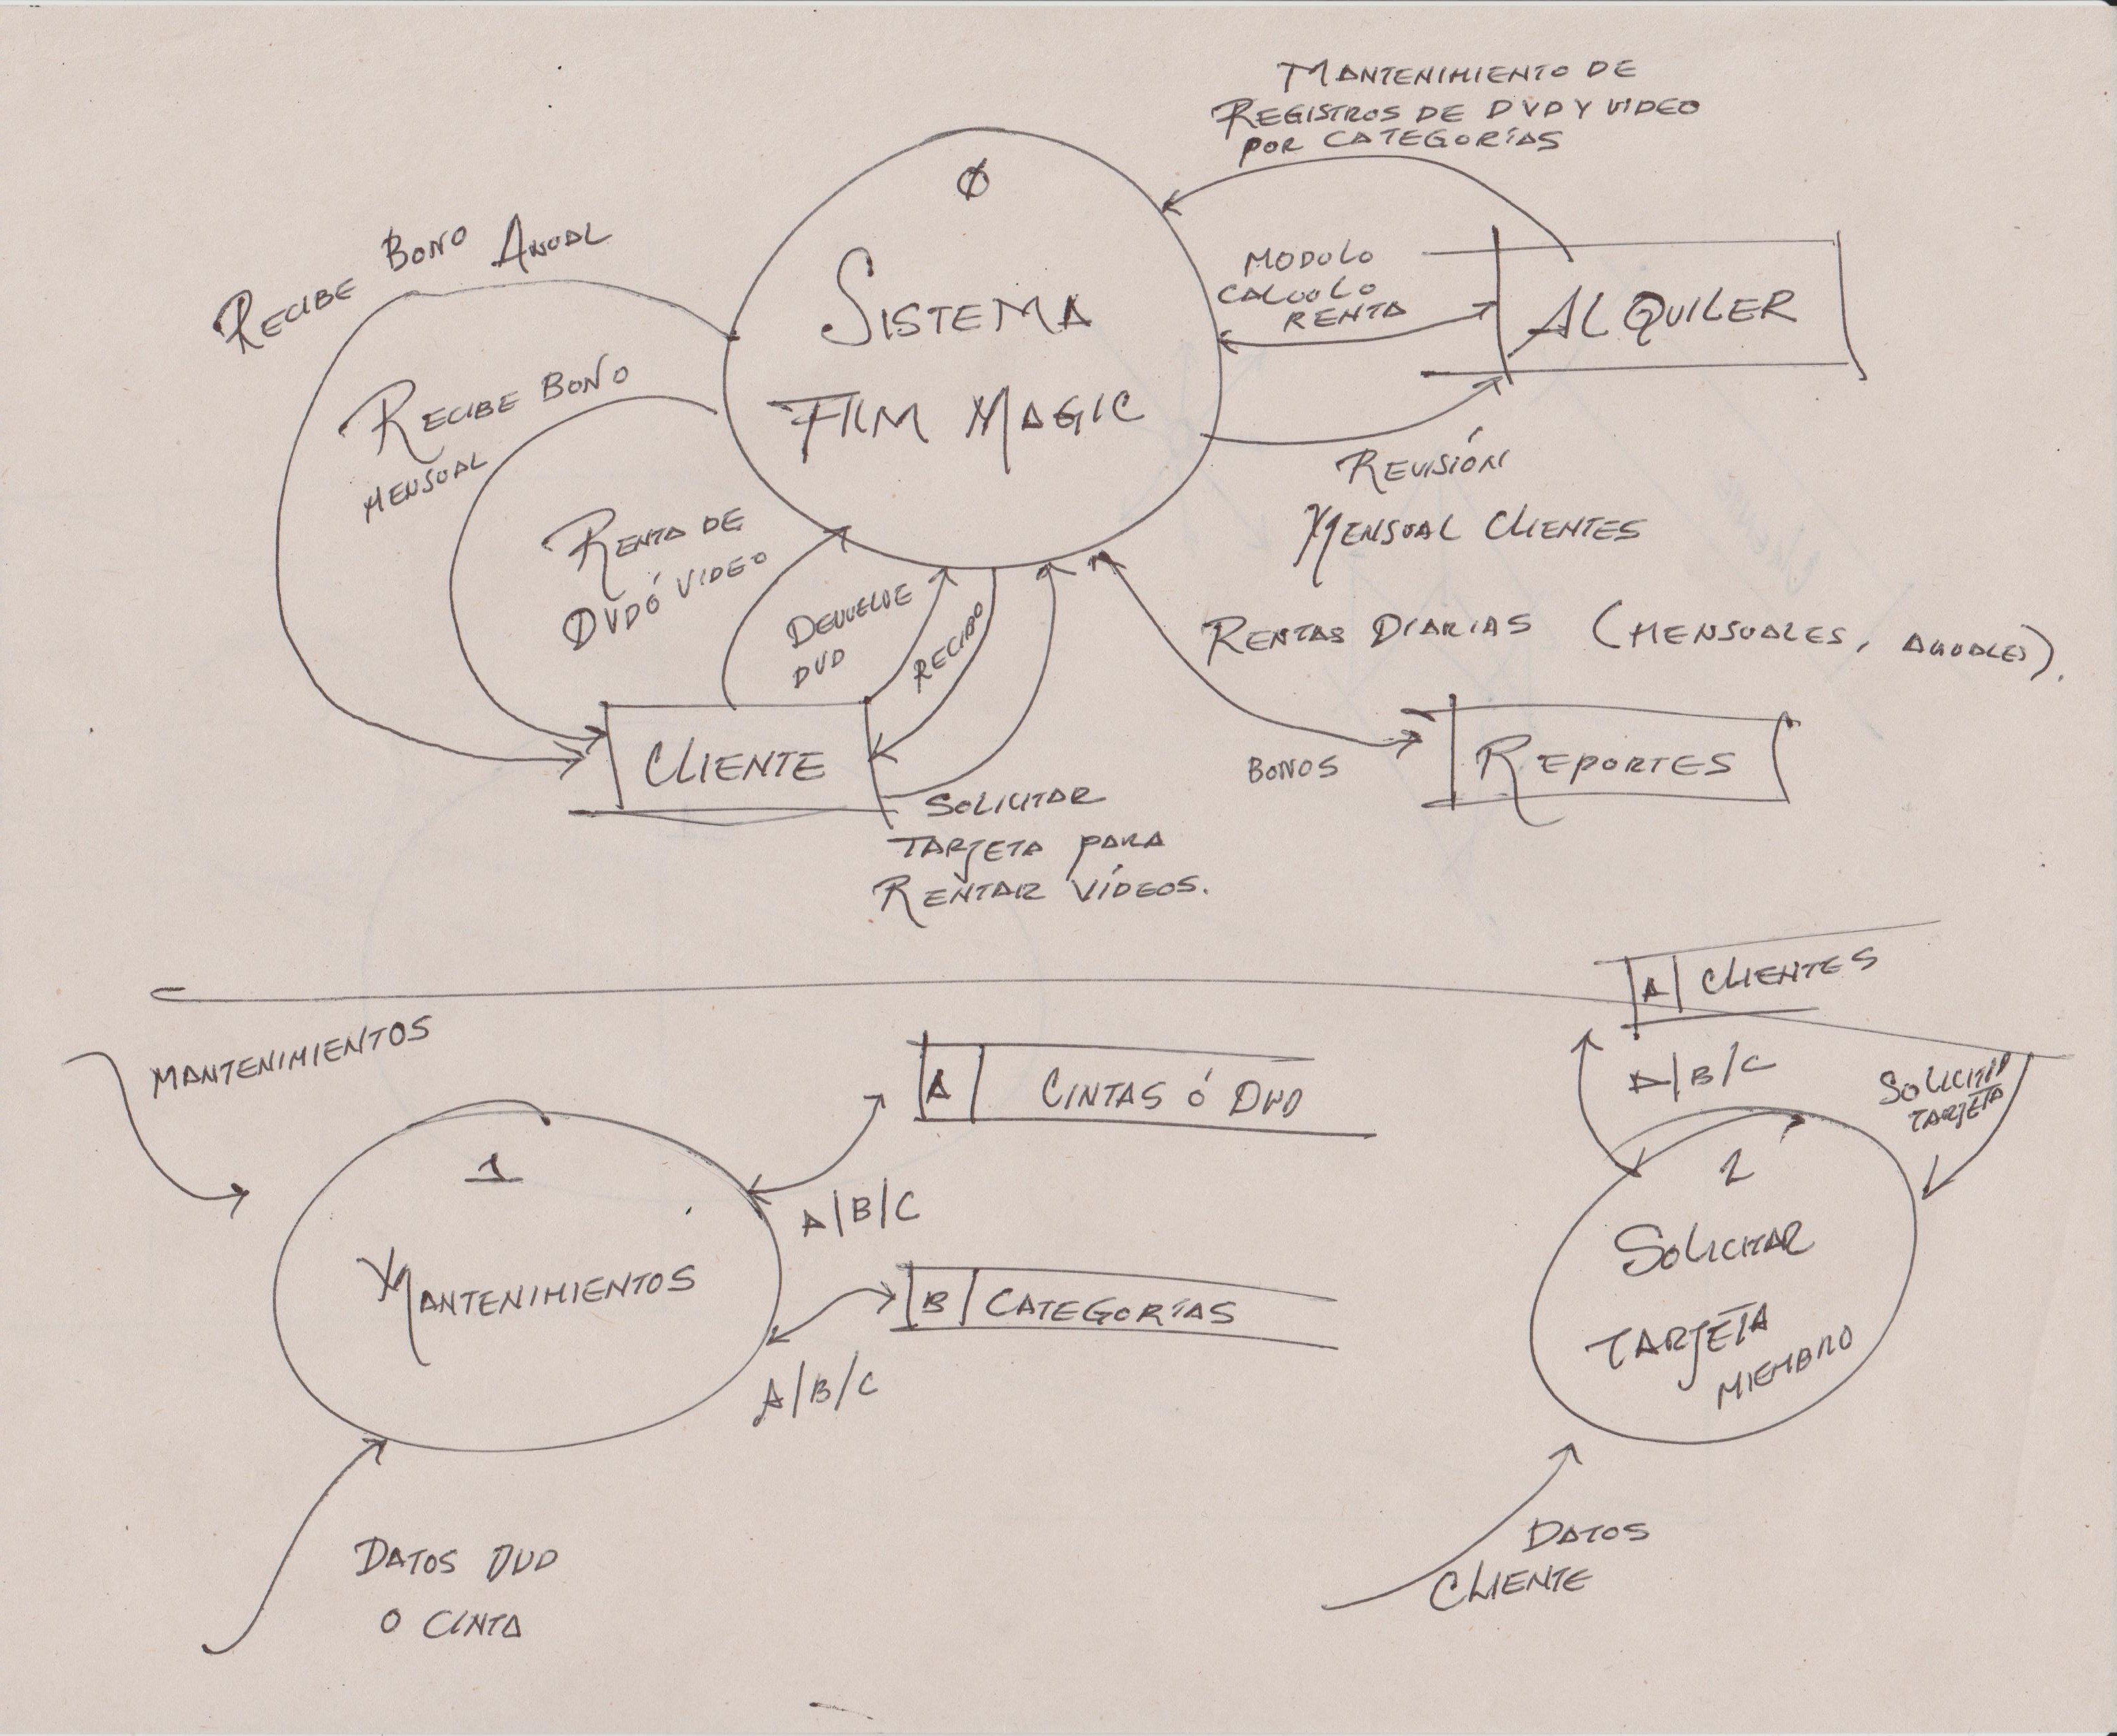 MANTENIMIENTO DE
REGISTROS DE DVD Y VIDEO
POR CATEGORÍAS
Ø
SISTEMA
FILM MAGIC
RECIBE BONO ANUAL
RECIBE BONO
MENSUAL
RENTA DE
DVD Ó VIDEO
DEVUELVE
DVD
RECIBO
MODULO
CALCULO
RENTA
ALQUILER
REVISIÓN
MENSUAL CLIENTES
RENTAS DIARIAS (MENSUALES, ANUALES).
CLIENTE
BONOS
REPORTES
SOLICITAR
TARJETA PARA
RENTAR VÍDEOS.
MANTENIMIENTOS
1
MANTENIMIENTOS
A CINTAS Ó DVD
A/B/C
B CATEGORÍAS
A/B/C
DATOS DVD
O CINTA
A CLIENTES
A/B/C
TARJETA
2
SOLICITAR
TARJETA
MIEMBRO
DATOS
CLIENTE